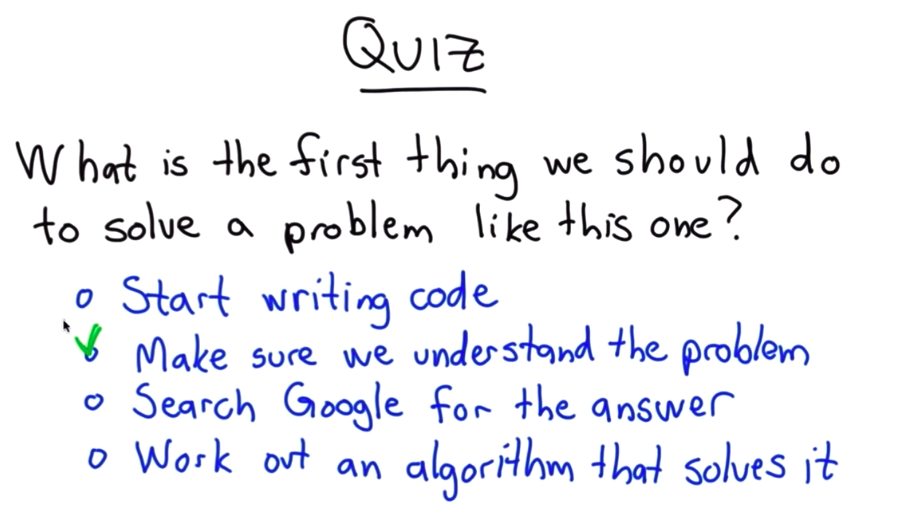 QUIZ
What is the first thing we should do
to solve a problem like this one?
Start writing code
Make sure we understand the problem
Search Google for the answer
Work out an algorithm that solves it